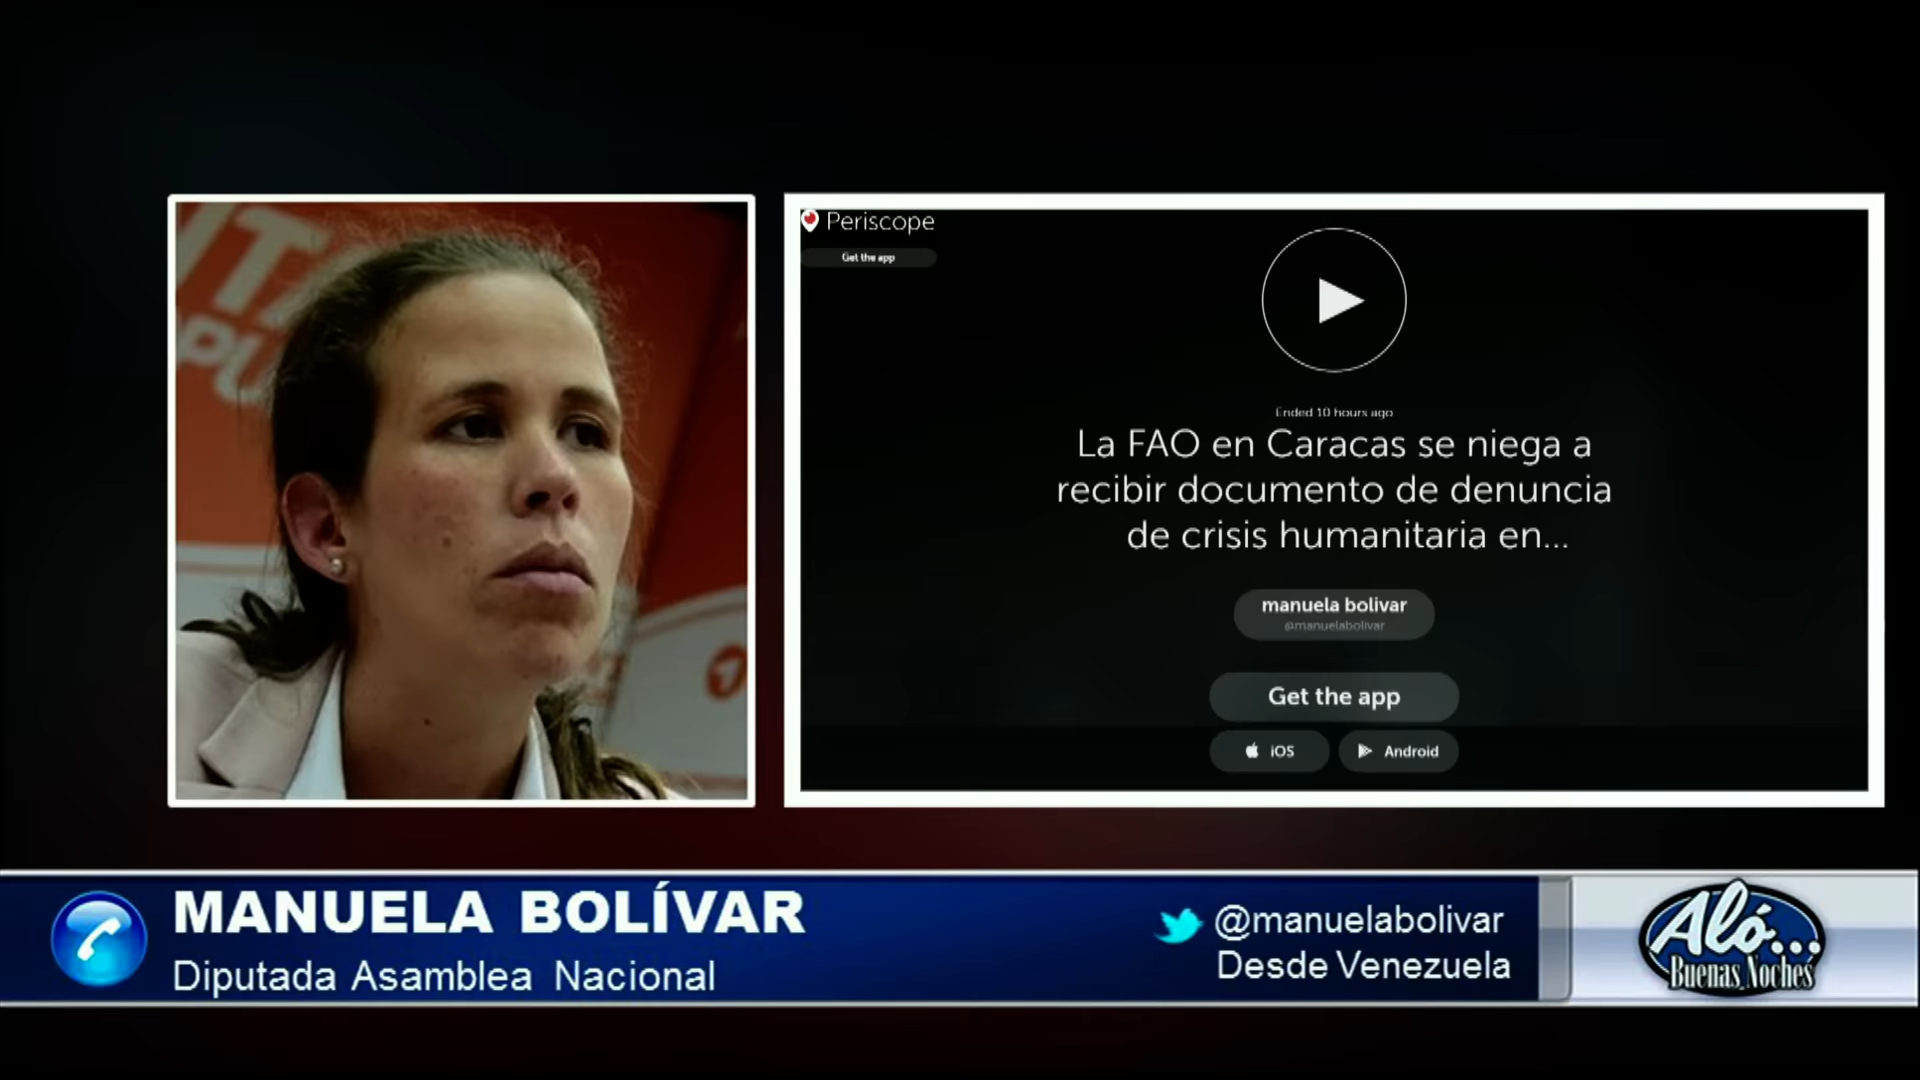 Periscope
Get the app
Ended 10 hours ago
La FAO en Caracas se niega a
recibir documento de denuncia
de crisis humanitaria en...
manuela bolivar
@manuelabolivar
Get the app
iOS
Android
MANUELA BOLÍVAR
Diputada Asamblea Nacional
@manuelabolivar
Desde Venezuela
Aló...
Buenas Noches